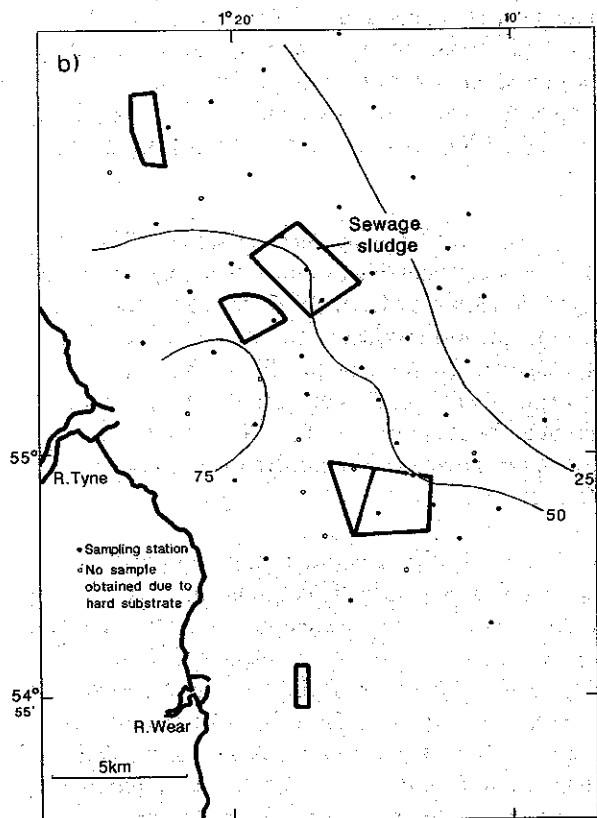 1° 20'
10'
b)
Sewage
sludge
55°
R.Tyne
75
25
50
•Sampling station
○No sample
obtained due to
hard substrate
54°
55'
R.Wear
5km